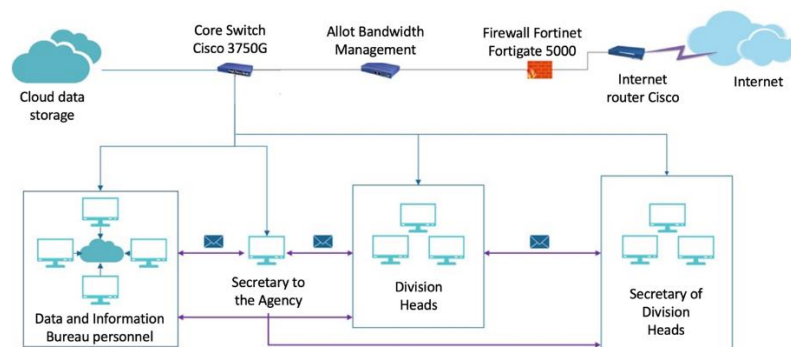 Core Switch
Cisco 3750G
Allot Bandwidth
Management
Firewall Fortinet
Fortigate 5000
Cloud data
storage
Internet
router Cisco
Internet
Secretary to
the Agency
Division
Heads
Secretary of
Division
Heads
Data and Information
Bureau personnel